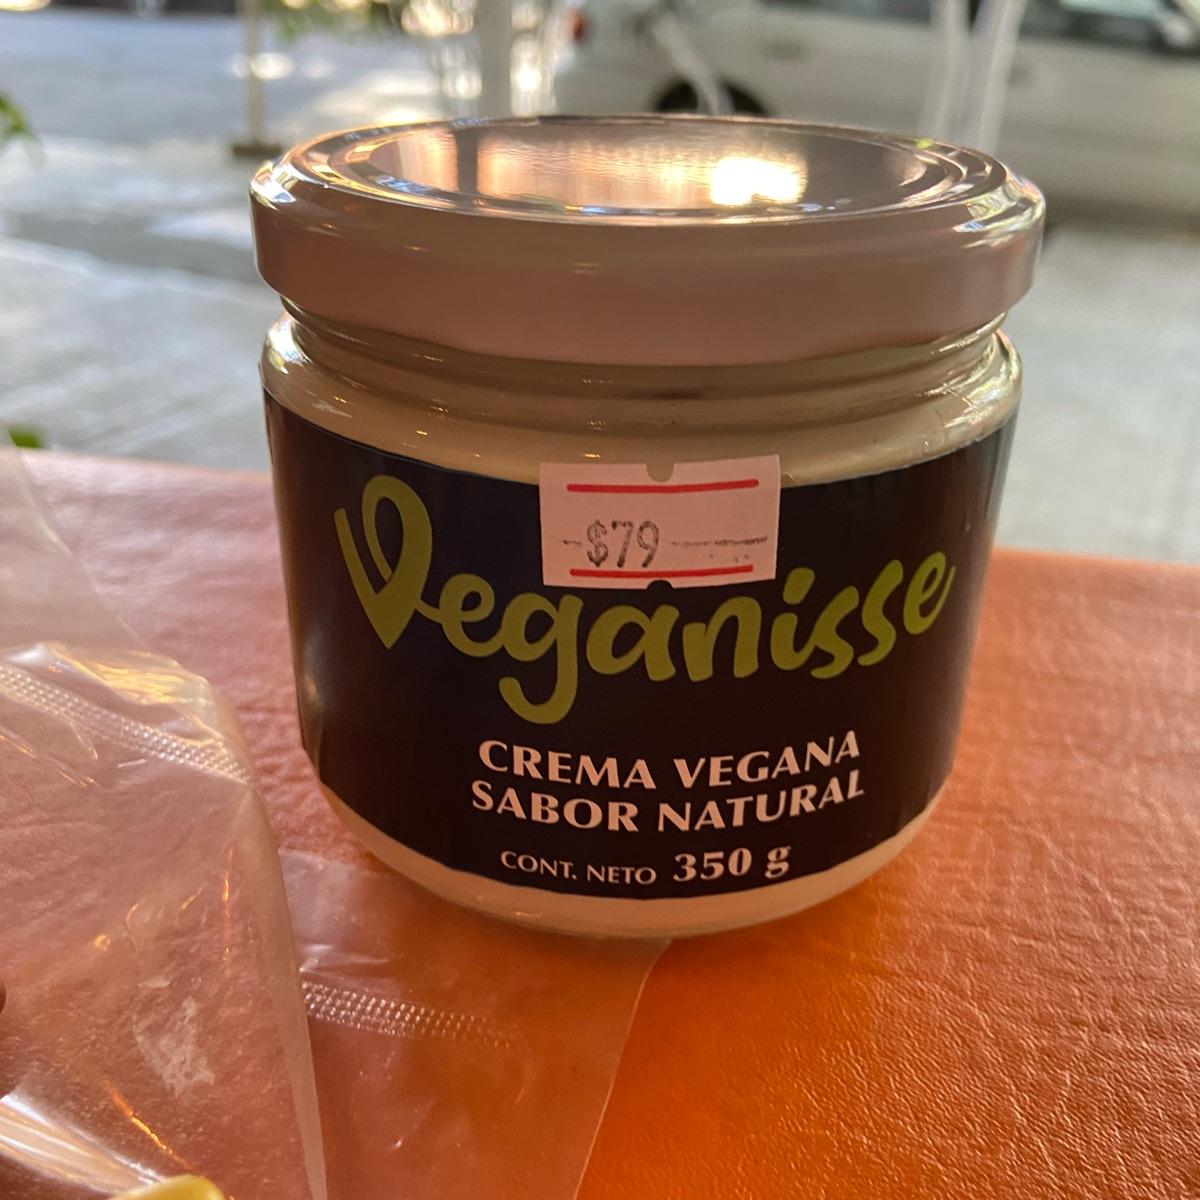 $79
Veganisse
CREMA VEGANA
SABOR NATURAL
CONT. NETO 350 g